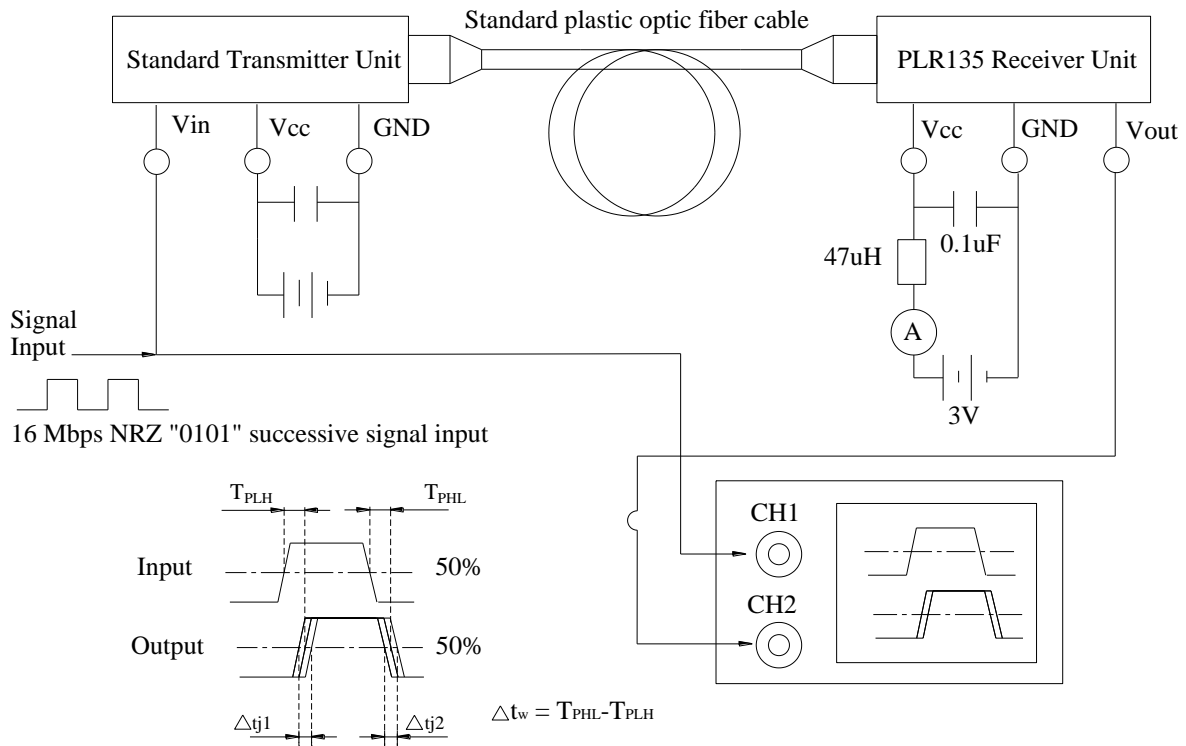 Standard plastic optic fiber cable
Standard Transmitter Unit
PLR135 Receiver Unit
Vin
Vcc
GND
Vcc
GND
Vout
0.1uF
47uH
A
3V
Signal
Input
16 Mbps NRZ "0101" successive signal input
TPLH
TPHL
Input
50%
Output
50%
△tj1
△tj2
△tw = TPHL-TPLH
CH1
CH2